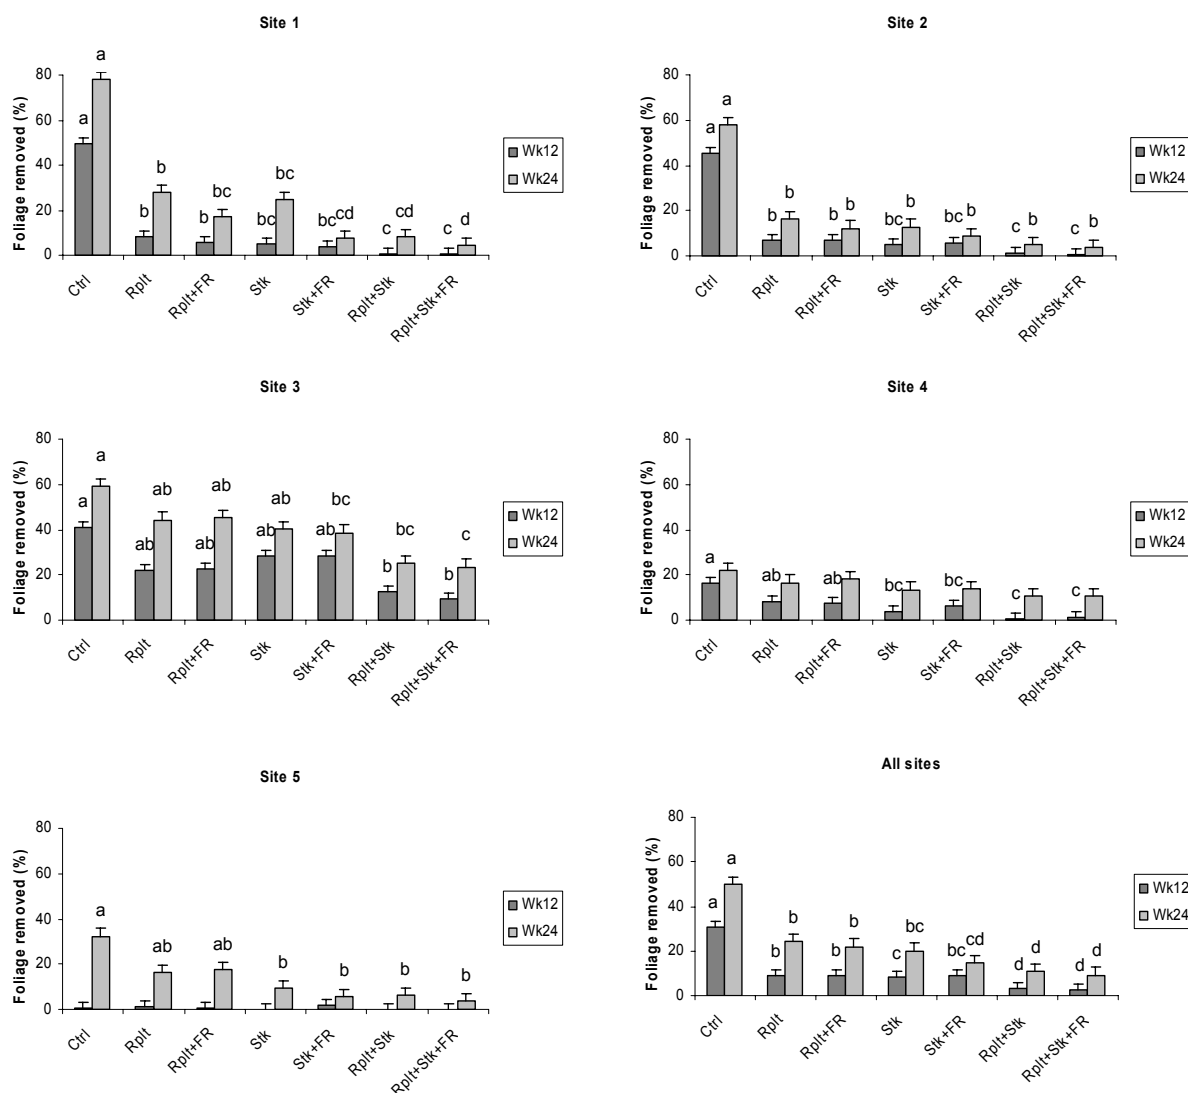 Site 1
Foliage removed (%)
80
60
40
20
0
a a
b b
b bc
bc bc
bc cd
c cd
c d
Ctrl
Rplt
Rplt+FR
Stk
Stk+FR
Rplt+Stk
Rplt+Stk+FR
Wk12
Wk24
Site 2
Foliage removed (%)
80
60
40
20
0
a a
b b
b b
bc b
bc b
c b
c b
Ctrl
Rplt
Rplt+FR
Stk
Stk+FR
Rplt+Stk
Rplt+Stk+FR
Wk12
Wk24
Site 3
Foliage removed (%)
80
60
40
20
0
a a
ab ab
ab ab
ab ab
ab bc
b bc
b c
Ctrl
Rplt
Rplt+FR
Stk
Stk+FR
Rplt+Stk
Rplt+Stk+FR
Wk12
Wk24
Site 4
Foliage removed (%)
80
60
40
20
0
a
ab
ab
bc
bc
c
c
Ctrl
Rplt
Rplt+FR
Stk
Stk+FR
Rplt+Stk
Rplt+Stk+FR
Wk12
Wk24
Site 5
Foliage removed (%)
80
60
40
20
0
a
ab
ab
b
b
b
b
Ctrl
Rplt
Rplt+FR
Stk
Stk+FR
Rplt+Stk
Rplt+Stk+FR
Wk12
Wk24
All sites
Foliage removed (%)
80
60
40
20
0
a a
b b
b b
c bc
bc cd
d d
d d
Ctrl
Rplt
Rplt+FR
Stk
Stk+FR
Rplt+Stk
Rplt+Stk+FR
Wk12
Wk24